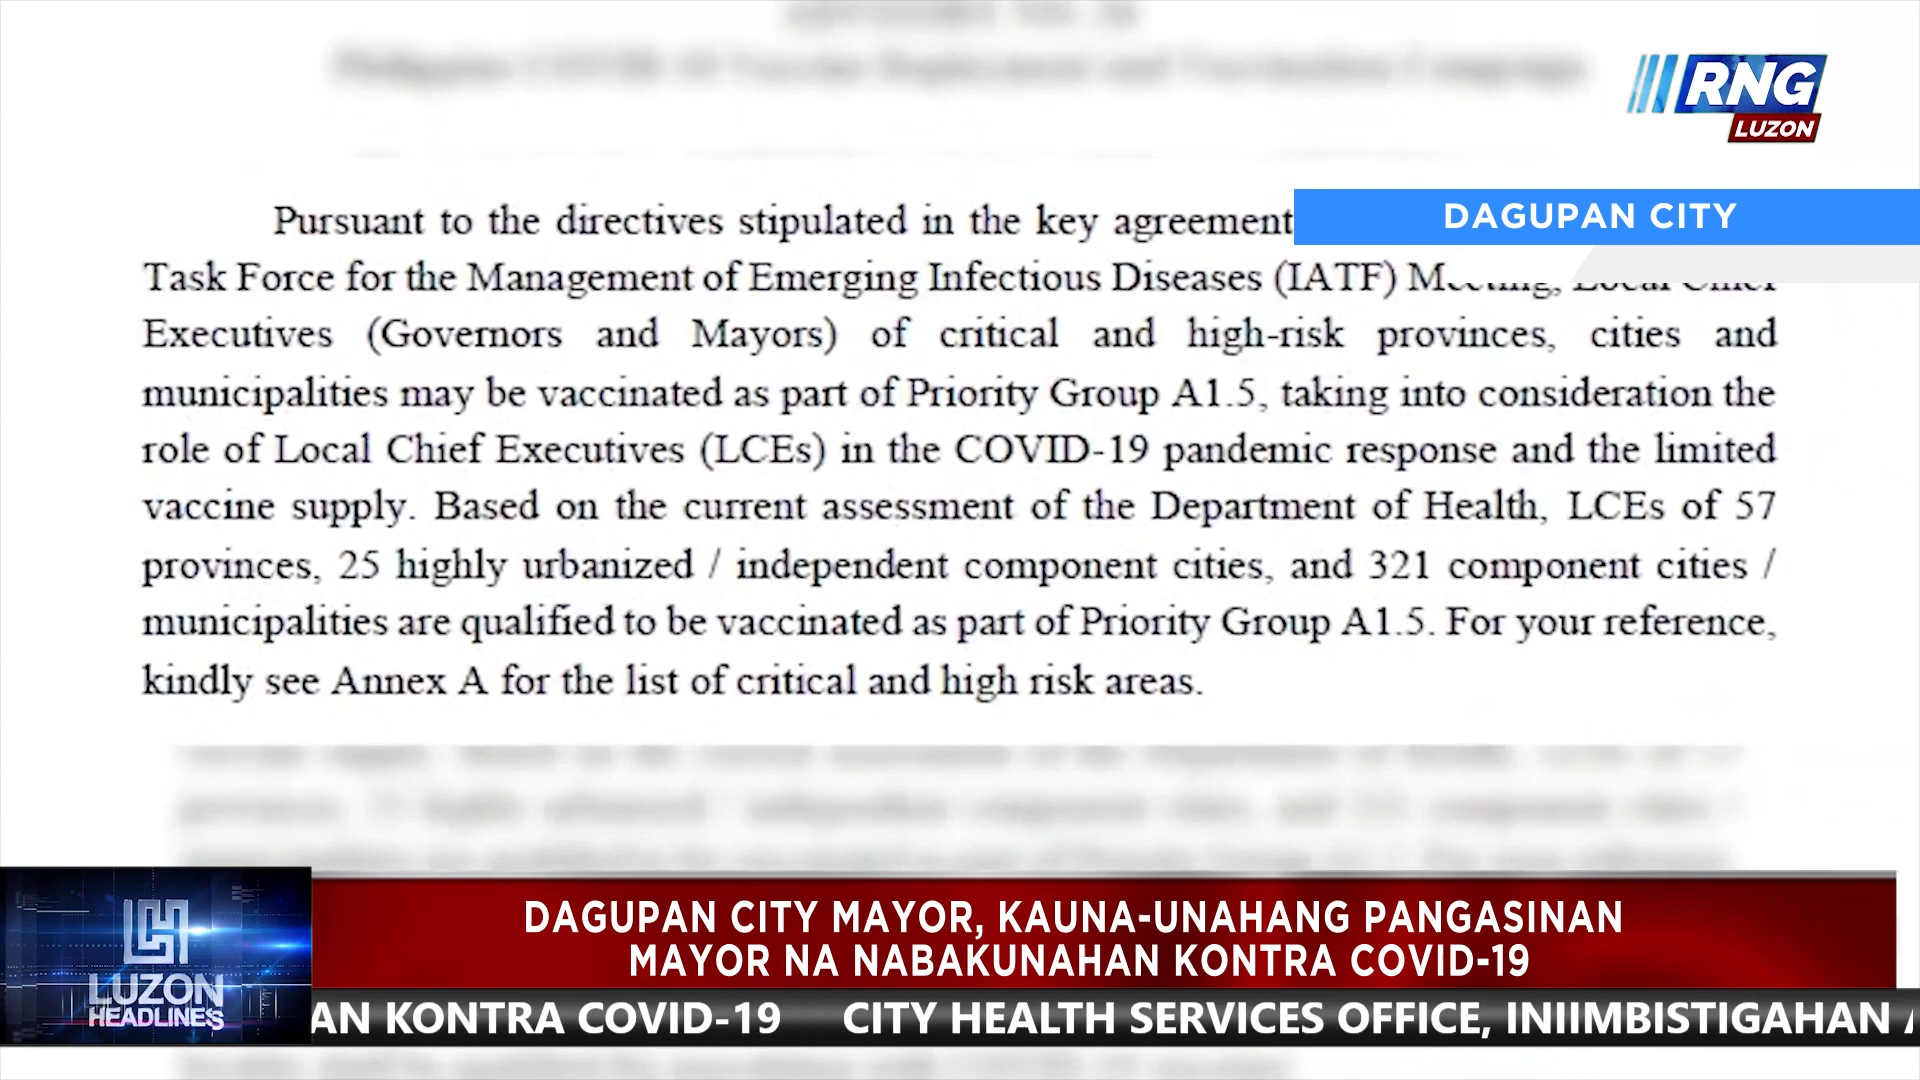 RNG
LUZON
DAGUPAN CITY
Pursuant to the directives stipulated in the key agreement
Task Force for the Management of Emerging Infectious Diseases (IATF) Meeting, Local Chief
Executives (Governors and Mayors) of critical and high-risk provinces, cities and
municipalities may be vaccinated as part of Priority Group A1.5, taking into consideration the
role of Local Chief Executives (LCEs) in the COVID-19 pandemic response and the limited
vaccine supply. Based on the current assessment of the Department of Health, LCEs of 57
provinces, 25 highly urbanized / independent component cities, and 321 component cities /
municipalities are qualified to be vaccinated as part of Priority Group A1.5. For your reference,
kindly see Annex A for the list of critical and high risk areas.
DAGUPAN CITY MAYOR, KAUNA-UNAHANG PANGASINAN
MAYOR NA NABAKUNAHAN KONTRA COVID-19
LUZON
HEADLINES
AN KONTRA COVID-19 CITY HEALTH SERVICES OFFICE, INIIMBISTIGAHAN